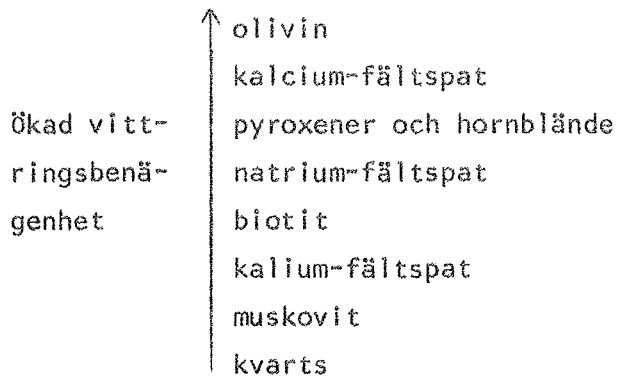 olivin
kalcium-fältspat
Ökad vitt- pyroxener och hornblände
ringsbenä- natrium-fältspat
genhet biotit
kalium-fältspat
muskovit
kvarts